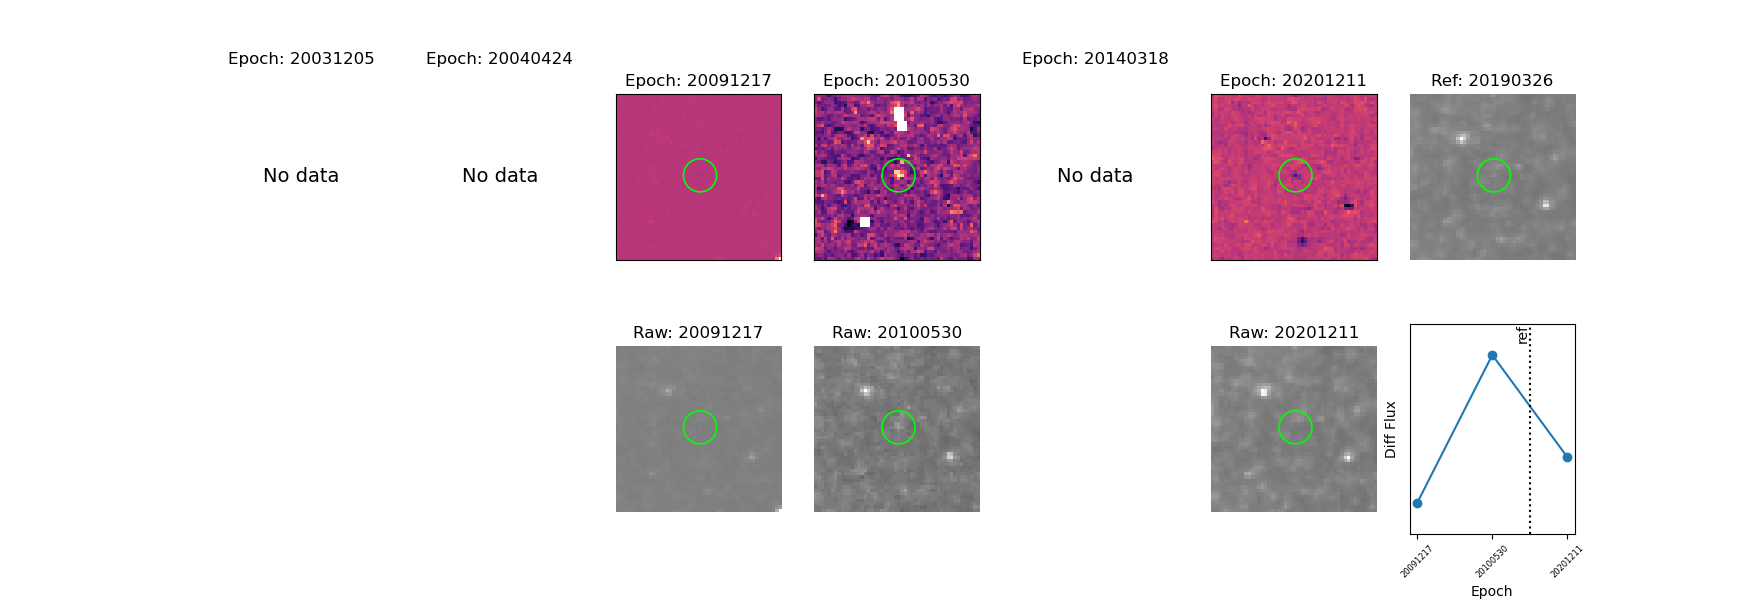 Epoch: 20031205
Epoch: 20040424
Epoch: 20091217
Epoch: 20100530
Epoch: 20140318
Epoch: 20201211
Ref: 20190326
No data
No data
No data
Raw: 20091217
Raw: 20100530
Raw: 20201211
ref
Diff Flux
20091217
20100530
20201211
Epoch